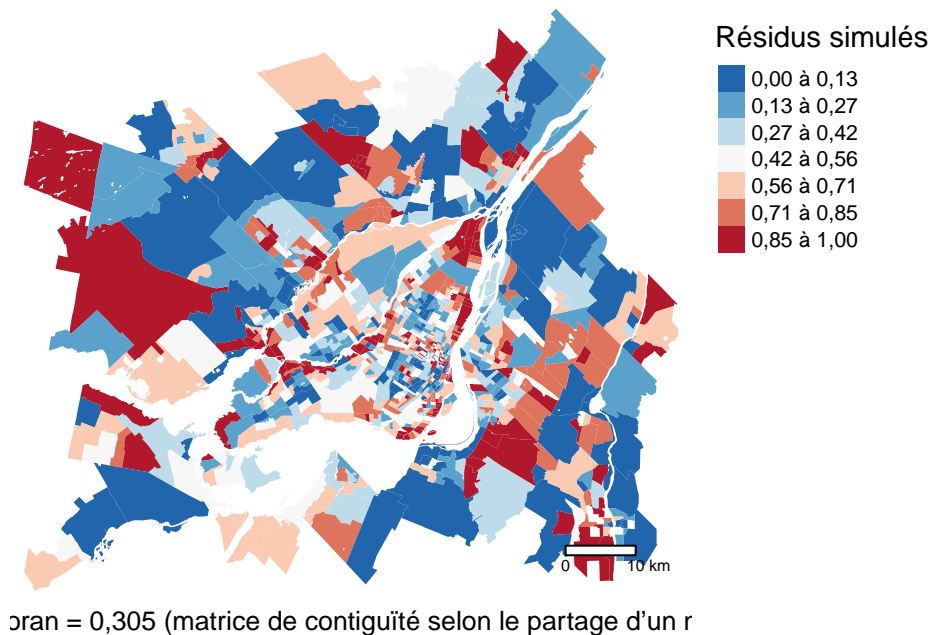 Résidus simulés
0,00 à 0,13
0,13 à 0,27
0,27 à 0,42
0,42 à 0,56
0,56 à 0,71
0,71 à 0,85
0,85 à 1,00
0 10 km
oran = 0,305 (matrice de contiguïté selon le partage d’un